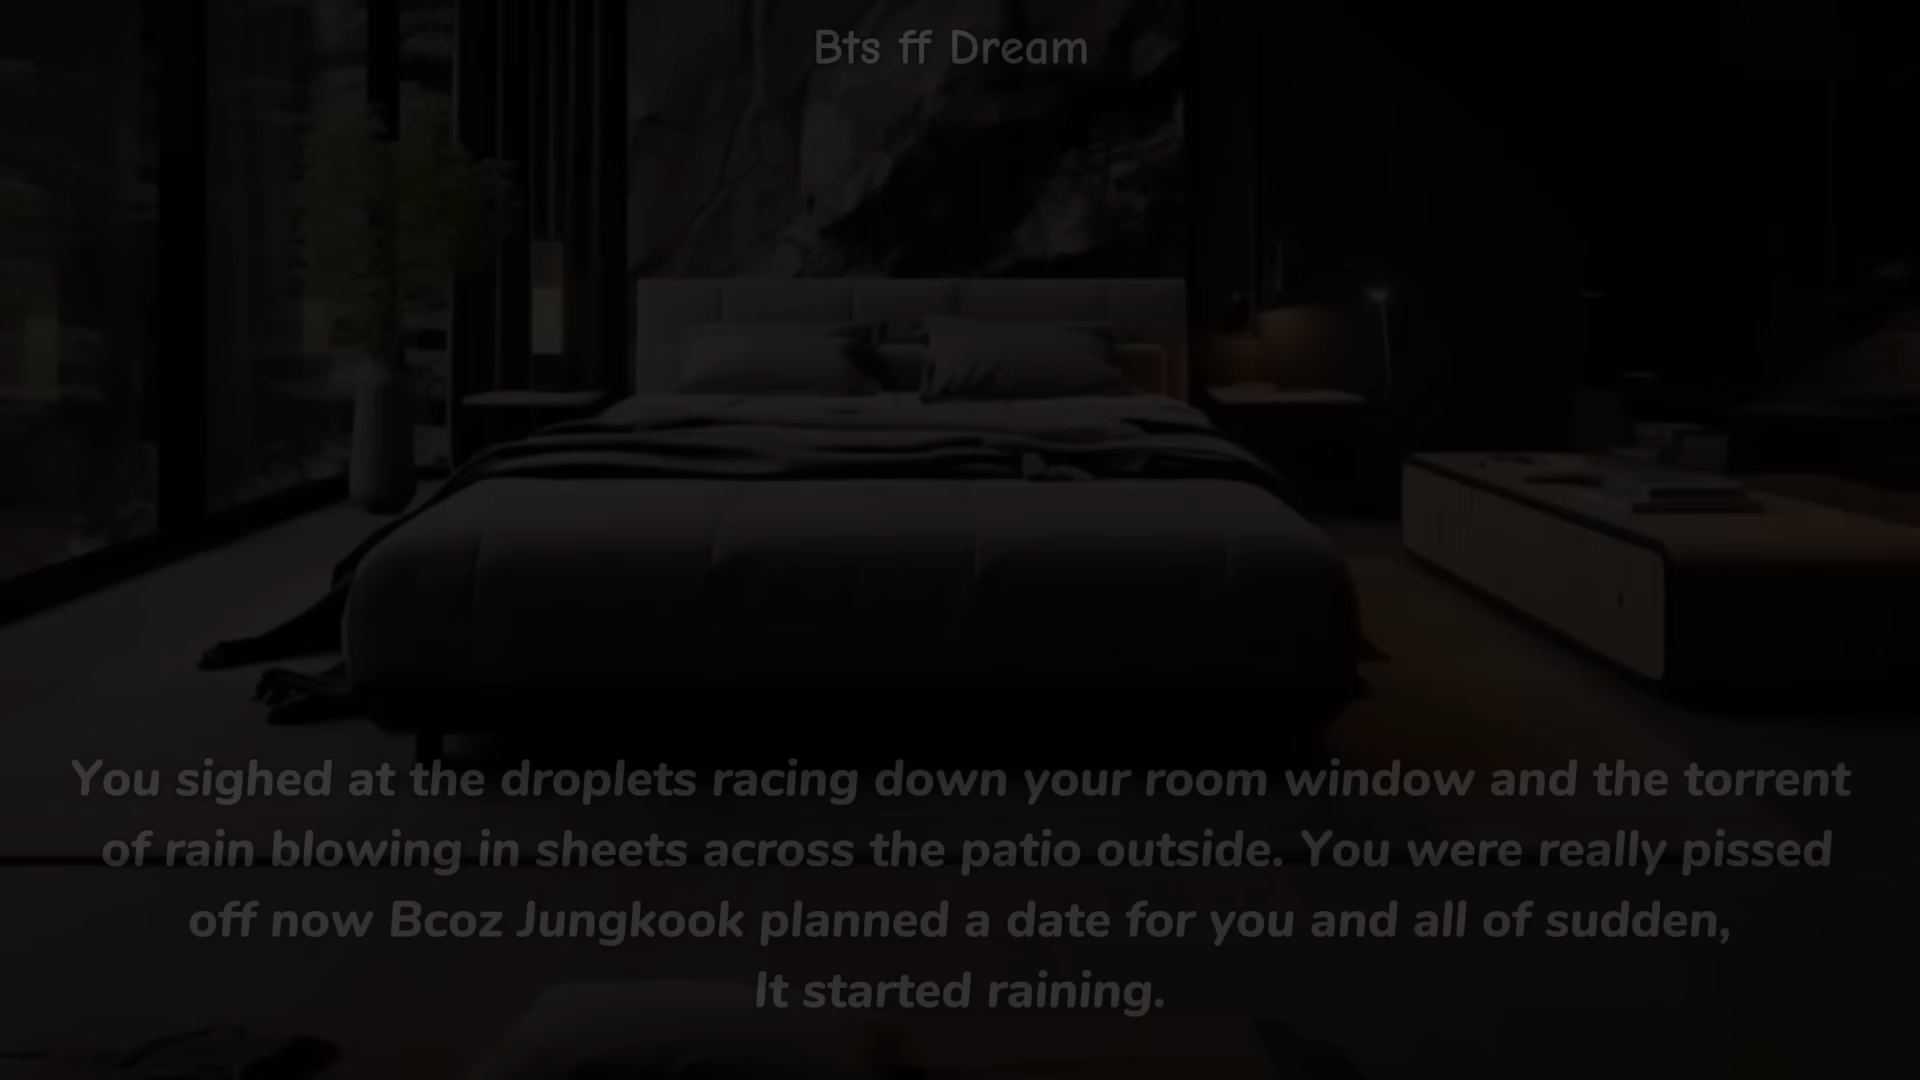 Bts ff Dream
You sighed at the droplets racing down your room window and the torrent
of rain blowing in sheets across the patio outside. You were really pissed
off now Bcoz Jungkook planned a date for you and all of sudden,
It started raining.